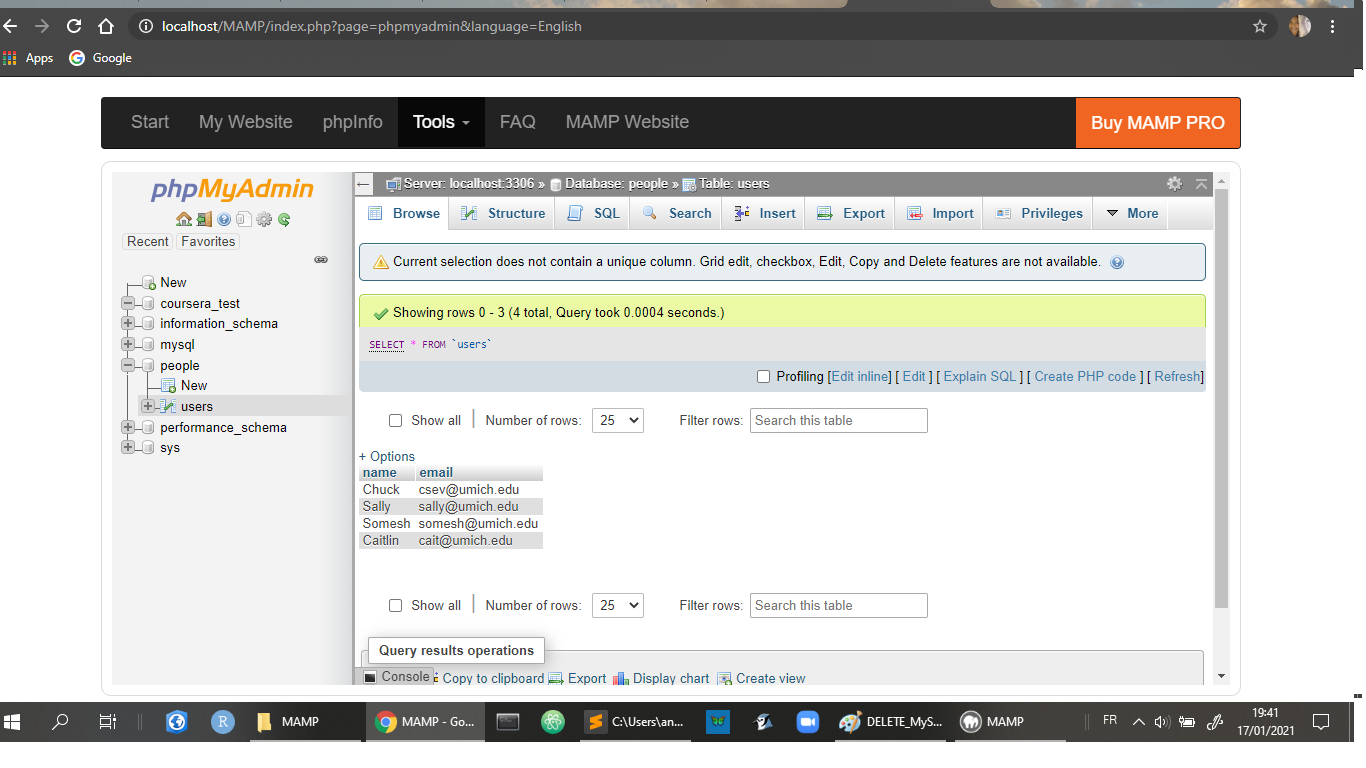 localhost/MAMP/index.php?page=phpmyadmin&language=English
Apps Google
Start My Website phpInfo Tools FAQ MAMP Website Buy MAMP PRO
phpMyAdmin
Recent Favorites
New
coursera_test
information_schema
mysql
people
New
users
performance_schema
sys
Server: localhost:3306 » Database: people » Table: users
Browse Structure SQL Search Insert Export Import Privileges More
Current selection does not contain a unique column. Grid edit, checkbox, Edit, Copy and Delete features are not available.
Showing rows 0 - 3 (4 total, Query took 0.0004 seconds.)
SELECT * FROM `users`
Profiling [Edit inline] [ Edit ] [ Explain SQL ] [ Create PHP code ] [ Refresh]
Show all Number of rows: 25 Filter rows: Search this table
+ Options
name email
Chuck csev@umich.edu
Sally sally@umich.edu
Somesh somesh@umich.edu
Caitlin cait@umich.edu
Show all Number of rows: 25 Filter rows: Search this table
Query results operations
Console Copy to clipboard Export Display chart Create view
MAMP MAMP - Go... C:\Users\an... DELETE_MyS... MAMP FR 19:41
17/01/2021